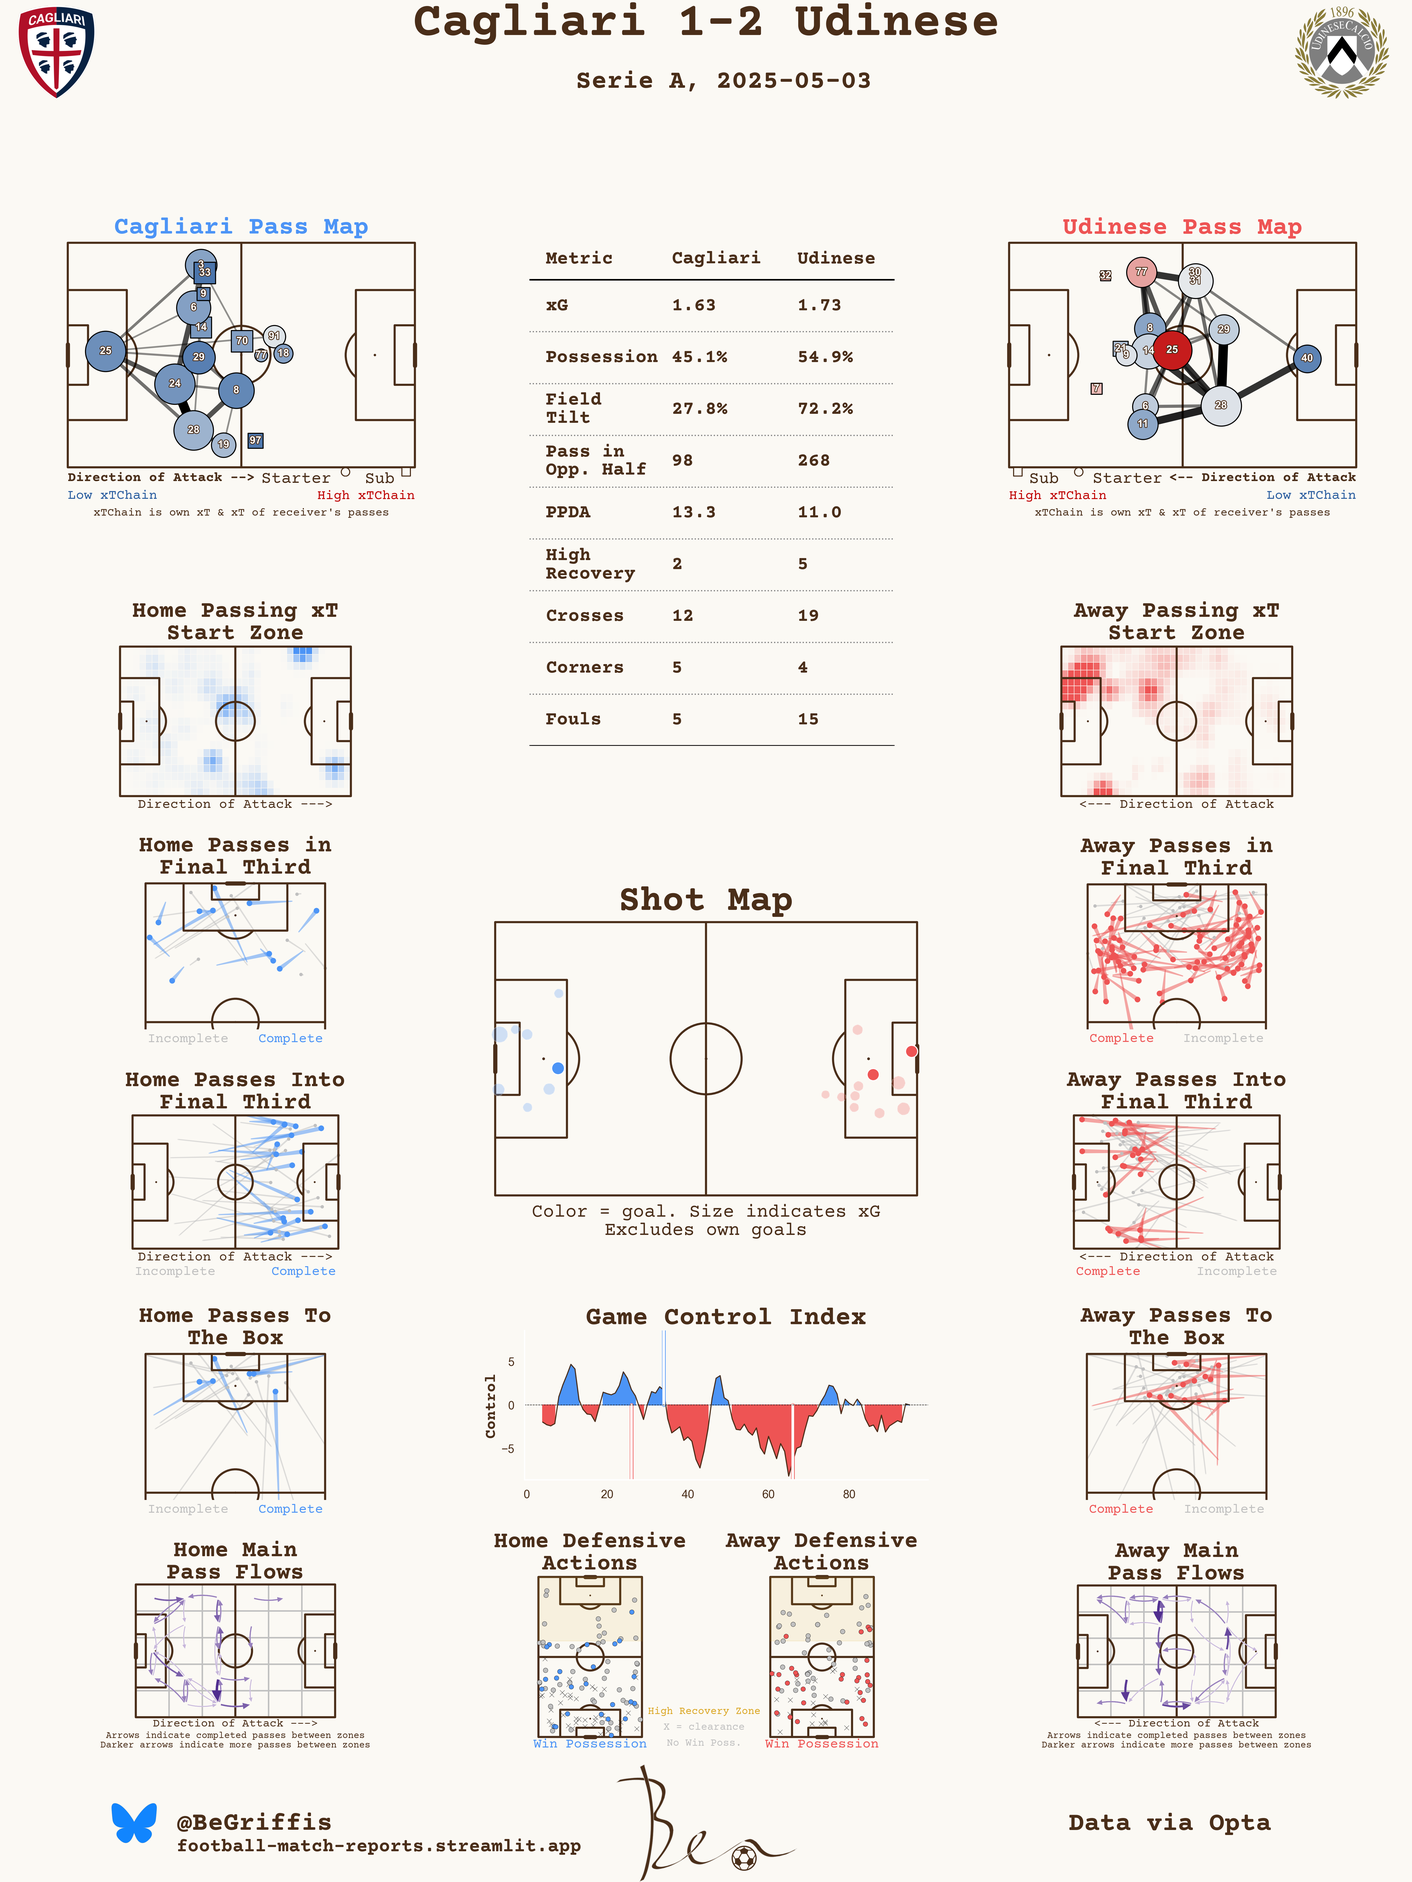 Cagliari 1-2 Udinese
Serie A, 2025-05-03
CAGLIARI
1896
UDINESE CALCIO
Cagliari Pass Map
3
33
9
6
14
25
29
70
91
77
18
24
8
28
19
97
Direction of Attack --> Starter Sub
Low xTChain High xTChain
xTChain is own xT & xT of receiver's passes
Metric Cagliari Udinese
xG 1.63 1.73
Possession 45.1% 54.9%
Field
Tilt 27.8% 72.2%
Pass in
Opp. Half 98 268
PPDA 13.3 11.0
High
Recovery 2 5
Crosses 12 19
Corners 5 4
Fouls 5 15
Udinese Pass Map
32
77
30
31
8
29
21
9
14
25
40
7
6
28
11
Sub Starter <-- Direction of Attack
High xTChain Low xTChain
xTChain is own xT & xT of receiver's passes
Home Passing xT
Start Zone
Direction of Attack --->
Away Passing xT
Start Zone
<--- Direction of Attack
Home Passes in
Final Third
Incomplete Complete
Away Passes in
Final Third
Complete Incomplete
Shot Map
Color = goal. Size indicates xG
Excludes own goals
Home Passes Into
Final Third
Direction of Attack --->
Incomplete Complete
Away Passes Into
Final Third
<--- Direction of Attack
Complete Incomplete
Home Passes To
The Box
Incomplete Complete
Game Control Index
Control
5
0
−5
0 20 40 60 80
Away Passes To
The Box
Complete Incomplete
Home Main
Pass Flows
Direction of Attack --->
Arrows indicate completed passes between zones
Darker arrows indicate more passes between zones
Home Defensive
Actions
Win Possession
Away Defensive
Actions
Win Possession
High Recovery Zone
X = clearance
No Win Poss.
Away Main
Pass Flows
<--- Direction of Attack
Arrows indicate completed passes between zones
Darker arrows indicate more passes between zones
@BeGriffis
football-match-reports.streamlit.app
Ben
Data via Opta